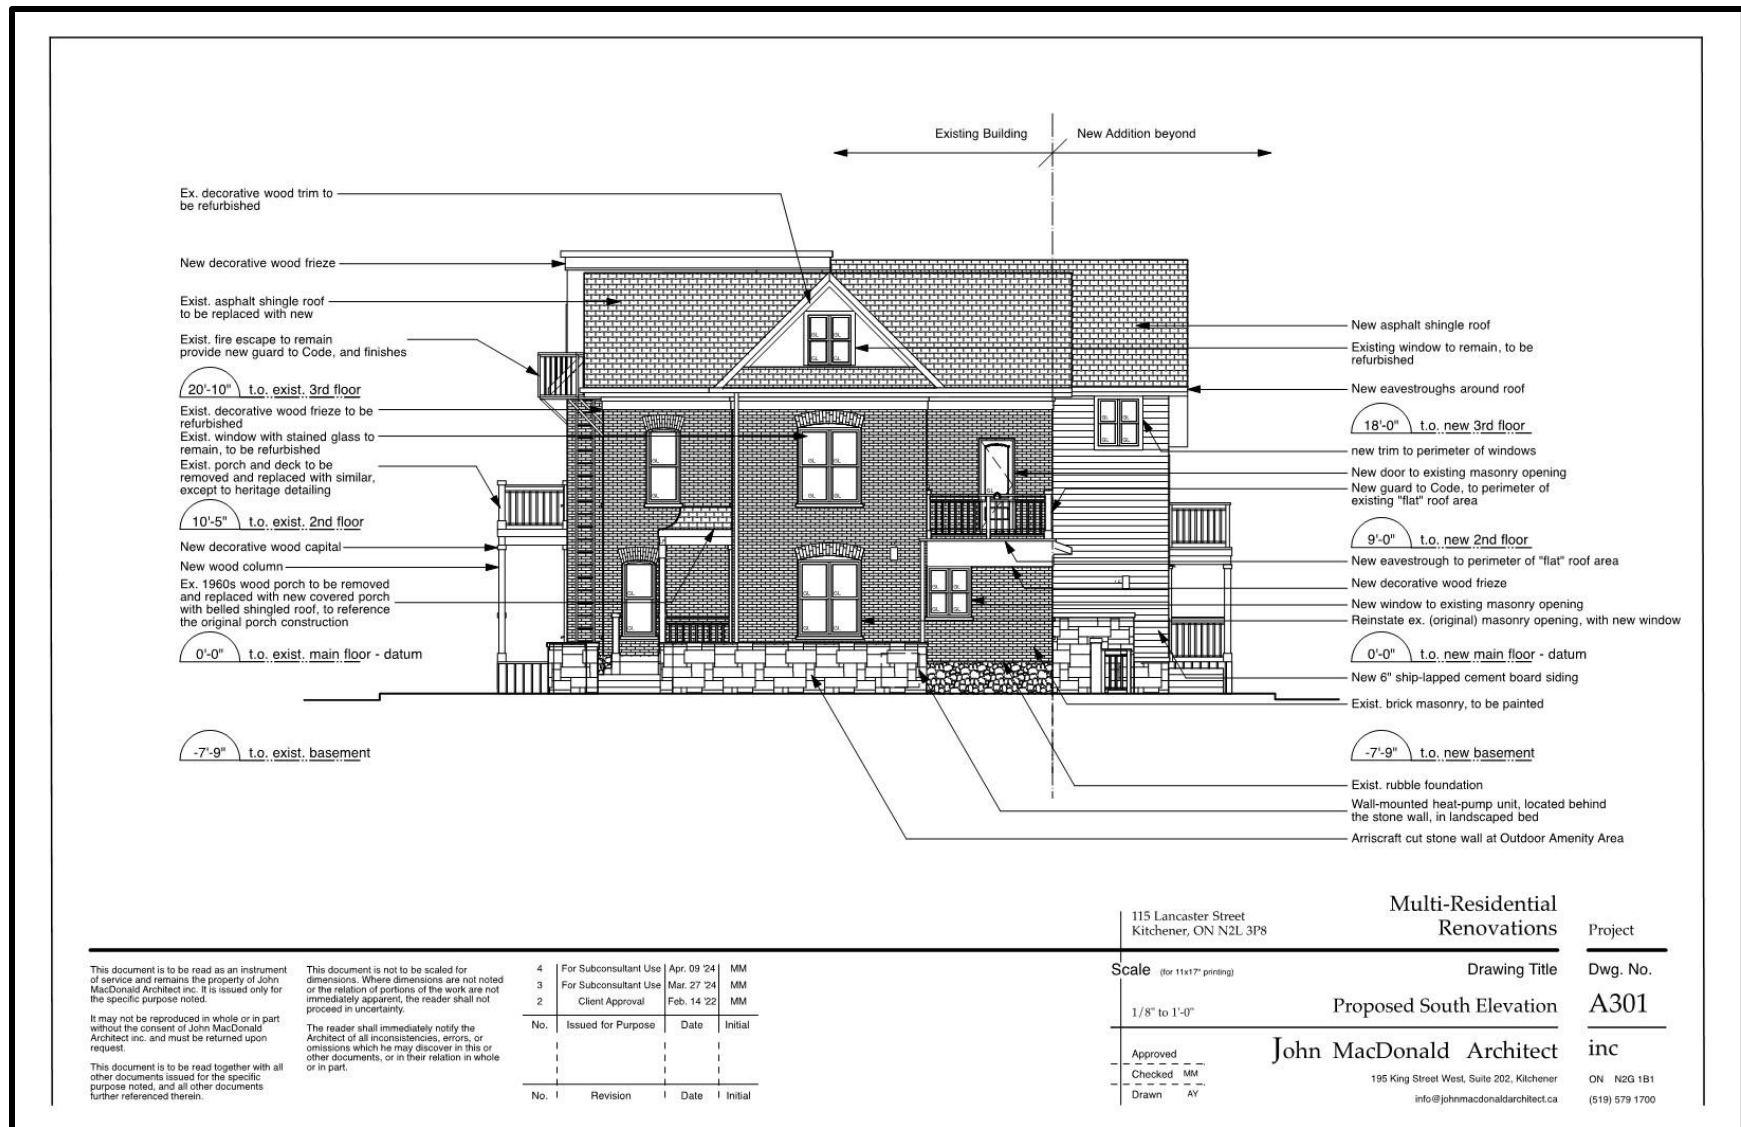 Existing Building
New Addition beyond
Ex. decorative wood trim to
be refurbished
New decorative wood frieze
Exist. asphalt shingle roof
to be replaced with new
Exist. fire escape to remain
provide new guard to Code, and finishes
20'-10" t.o. exist. 3rd floor
Exist. decorative wood frieze to be
refurbished
Exist. window with stained glass to
remain, to be refurbished
Exist. porch and deck to be
removed and replaced with similar,
except to heritage detailing
10'-5" t.o. exist. 2nd floor
New decorative wood capital
New wood column
Ex. 1960s wood porch to be removed
and replaced with new covered porch
with belled shingled roof, to reference
the original porch construction
0'-0" t.o. exist. main floor - datum
-7'-9" t.o. exist. basement
New asphalt shingle roof
Existing window to remain, to be
refurbished
New eavestroughs around roof
18'-0" t.o. new 3rd floor
new trim to perimeter of windows
New door to existing masonry opening
New guard to Code, to perimeter of
existing "flat" roof area
9'-0" t.o. new 2nd floor
New eavestrough to perimeter of "flat" roof area
New decorative wood frieze
New window to existing masonry opening
Reinstate ex. (original) masonry opening, with new window
0'-0" t.o. new main floor - datum
New 6" ship-lapped cement board siding
Exist. brick masonry, to be painted
-7'-9" t.o. new basement
Exist. rubble foundation
Wall-mounted heat-pump unit, located behind
the stone wall, in landscaped bed
Arriscraft cut stone wall at Outdoor Amenity Area
GL GL GL GL
GL GL
GL GL GL GL
GL GL GL GL
GL
GL
GL GL GL GL
GL GL GL GL
This document is to be read as an instrument
of service and remains the property of John
MacDonald Architect inc. It is issued only for
the specific purpose noted.
It may not be reproduced in whole or in part
without the consent of John MacDonald
Architect inc. and must be returned upon
request.
This document is to be read together with all
other documents issued for the specific
purpose noted, and all other documents
further referenced therein.
This document is not to be scaled for
dimensions. Where dimensions are not noted
or the relation of portions of the work are not
immediately apparent, the reader shall not
proceed in uncertainty.
The reader shall immediately notify the
Architect of all inconsistencies, errors, or
omissions which he may discover in this or
other documents, or in their relation in whole
or in part.
4 For Subconsultant Use Apr. 09 '24 MM
3 For Subconsultant Use Mar. 27 '24 MM
2 Client Approval Feb. 14 '22 MM
No. Issued for Purpose Date Initial
No. Revision Date Initial
115 Lancaster Street
Kitchener, ON N2L 3P8
Multi-Residential
Renovations
Project
Scale (for 11x17" printing)
Drawing Title
Dwg. No.
1/8" to 1'-0"
Proposed South Elevation
A301
Approved
Checked MM
Drawn AY
John MacDonald Architect inc
195 King Street West, Suite 202, Kitchener ON N2G 1B1
info@johnmacdonaldarchitect.ca (519) 579 1700